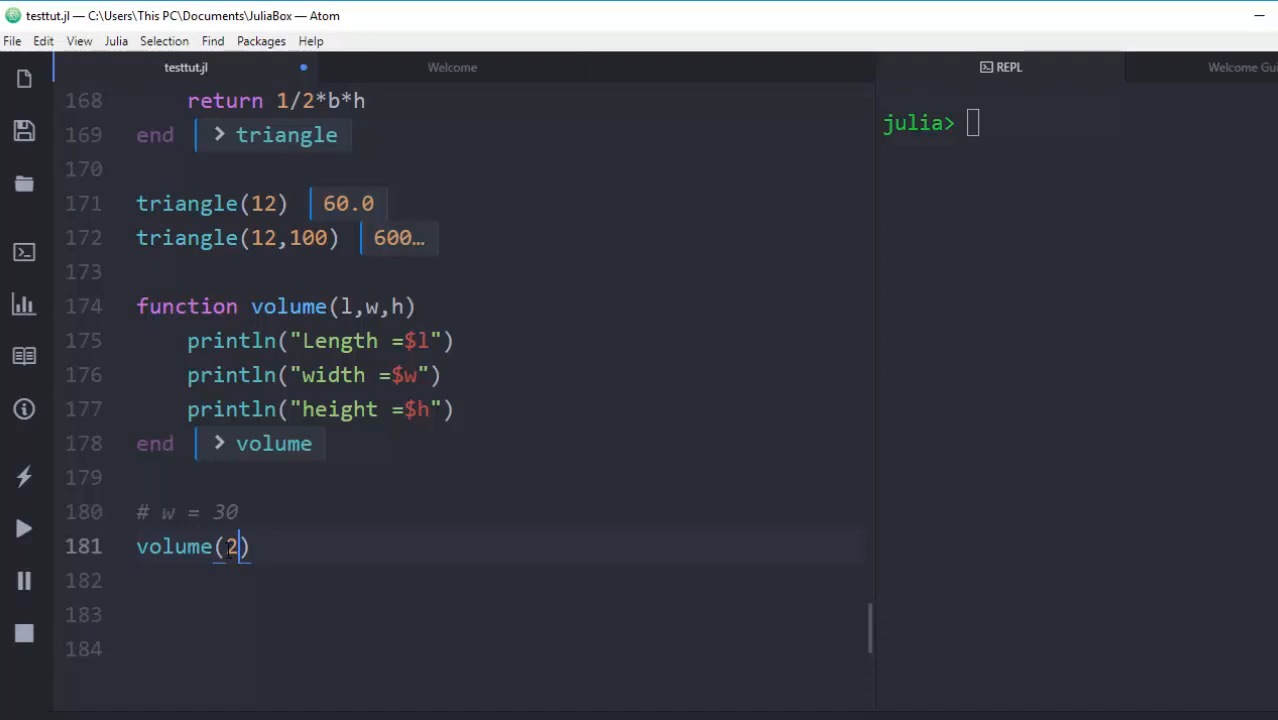 testtut.jl — C:\Users\This PC\Documents\JuliaBox — Atom
File Edit View Julia Selection Find Packages Help
testtut.jl Welcome REPL Welcome Gui
168 return 1/2*b*h
169 end > triangle
170
171 triangle(12) 60.0
172 triangle(12,100) 600…
173
174 function volume(l,w,h)
175 println("Length =$l")
176 println("width =$w")
177 println("height =$h")
178 end > volume
179
180 # w = 30
181 volume(2)
182
183
184
julia>